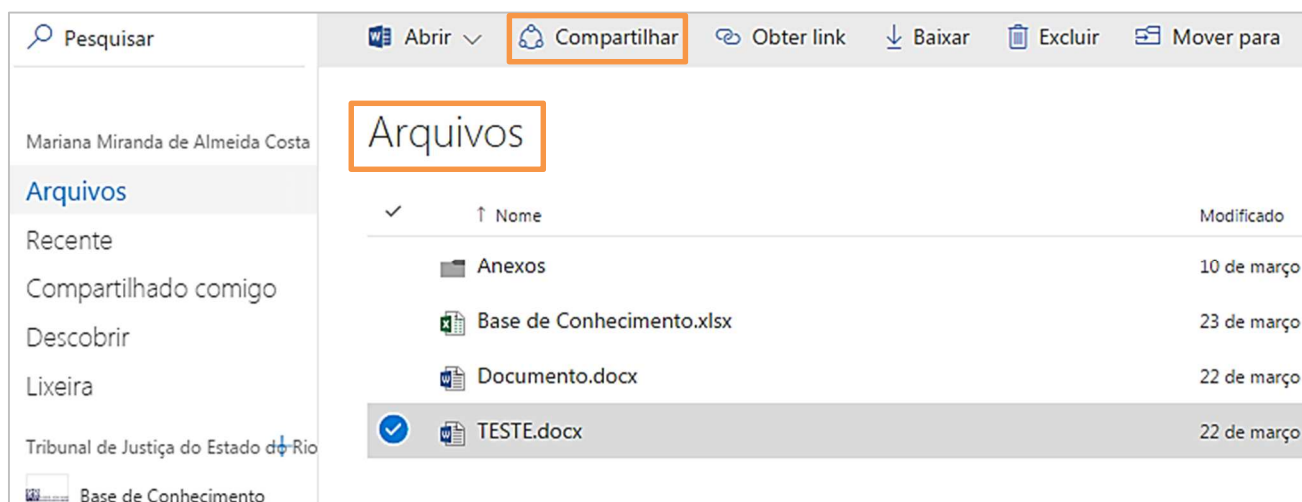 Pesquisar
Abrir Compartilhar Obter link Baixar Excluir Mover para
Mariana Miranda de Almeida Costa
Arquivos
Recente
Compartilhado comigo
Descobrir
Lixeira
Tribunal de Justiça do Estado do Rio
Base de Conhecimento
Arquivos
Nome Modificado
Anexos 10 de março
Base de Conhecimento.xlsx 23 de março
Documento.docx 22 de março
TESTE.docx 22 de março